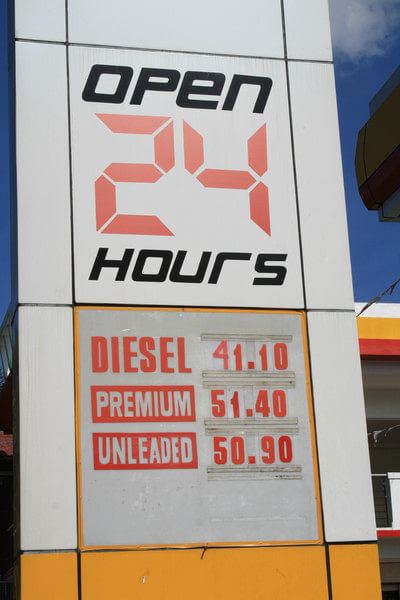 OPen
24
HOURS
DIESEL 41.10
PREMIUM 51.40
UNLEADED 50.90